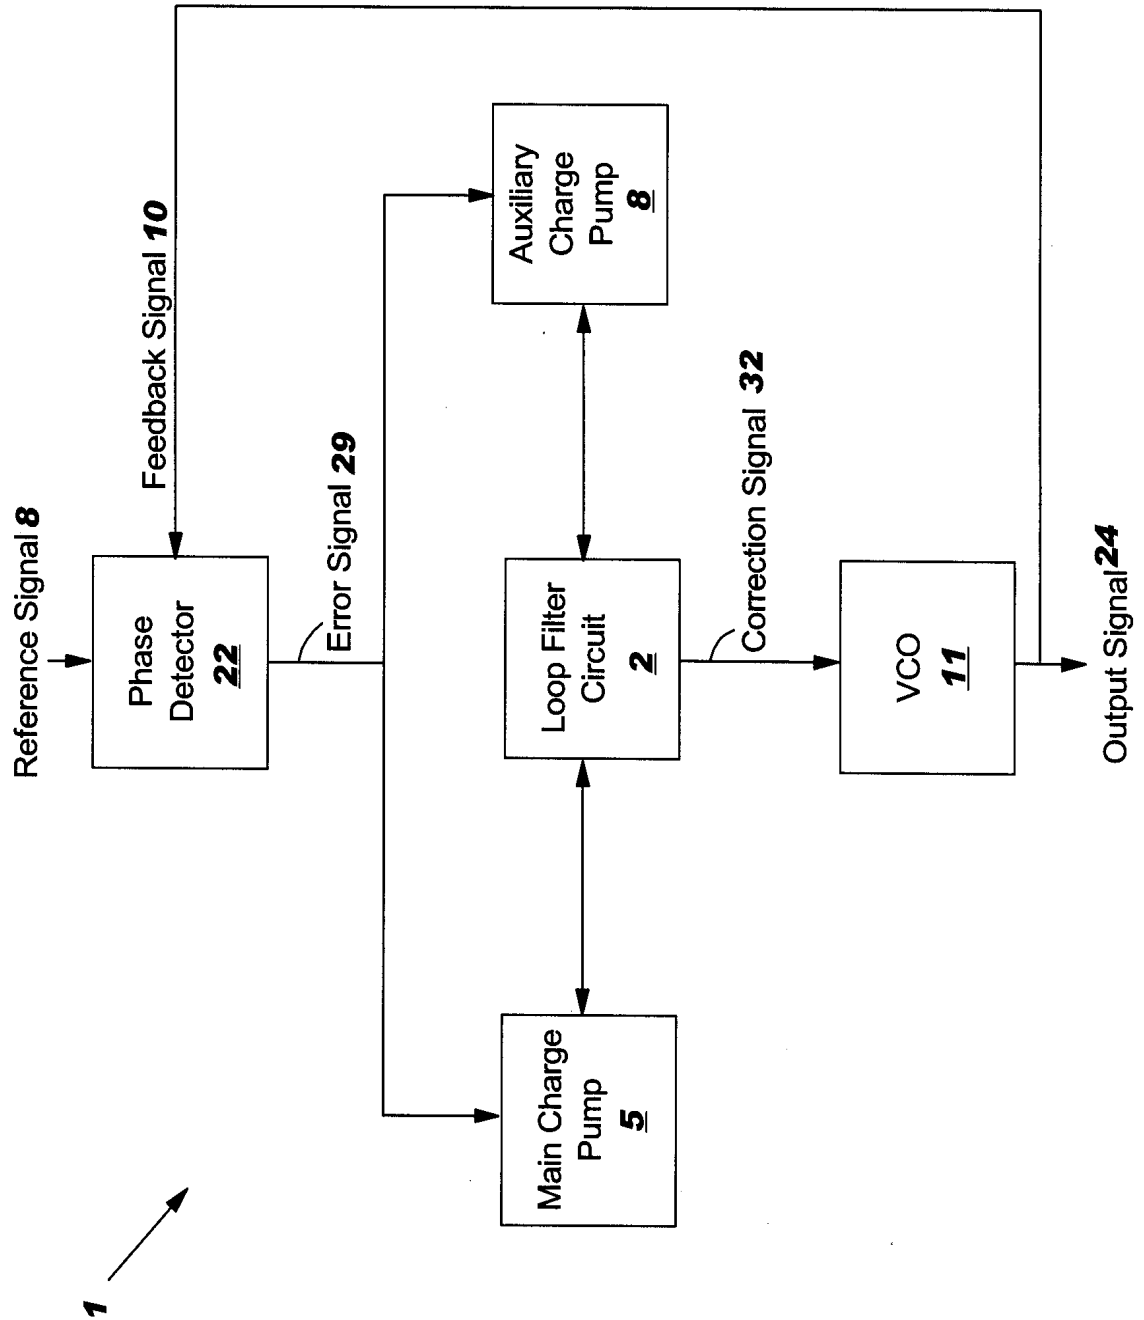 1
Reference Signal 8
Feedback Signal 10
Phase
Detector
22
Error Signal 29
Main Charge
Pump
5
Loop Filter
Circuit
2
Auxiliary
Charge
Pump
8
Correction Signal 32
VCO
11
Output Signal 24